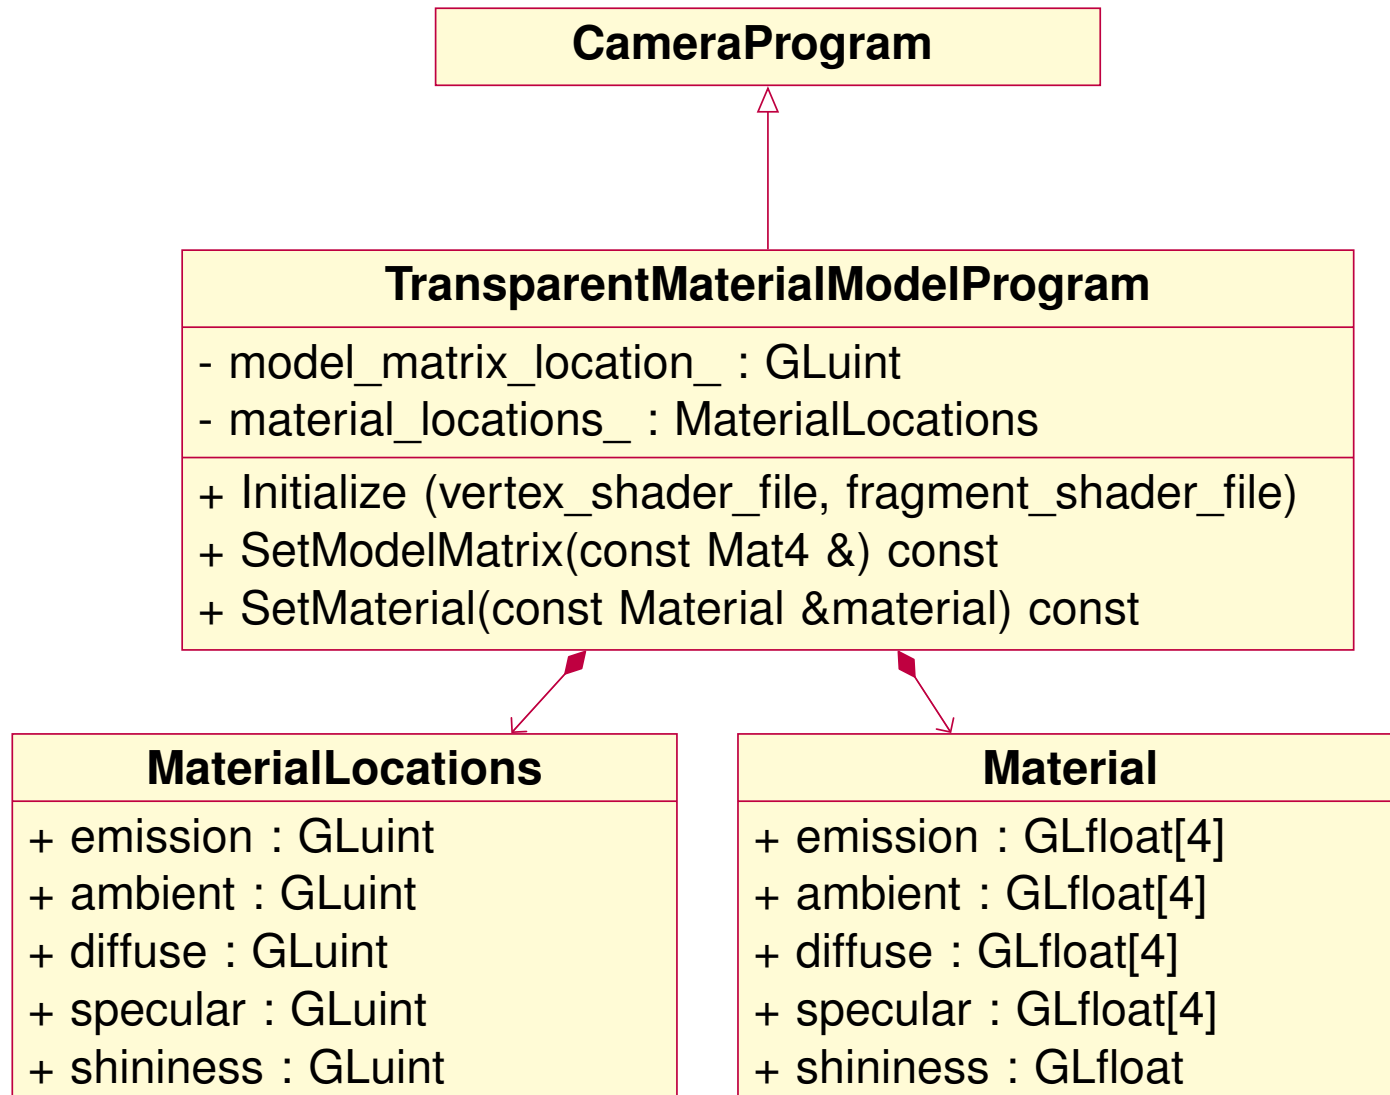 CameraProgram
TransparentMaterialModelProgram
- model_matrix_location_ : GLuint
- material_locations_ : MaterialLocations
+ Initialize (vertex_shader_file, fragment_shader_file)
+ SetModelMatrix(const Mat4 &) const
+ SetMaterial(const Material &material) const
MaterialLocations
+ emission : GLuint
+ ambient : GLuint
+ diffuse : GLuint
+ specular : GLuint
+ shininess : GLuint
Material
+ emission : GLfloat[4]
+ ambient : GLfloat[4]
+ diffuse : GLfloat[4]
+ specular : GLfloat[4]
+ shininess : GLfloat